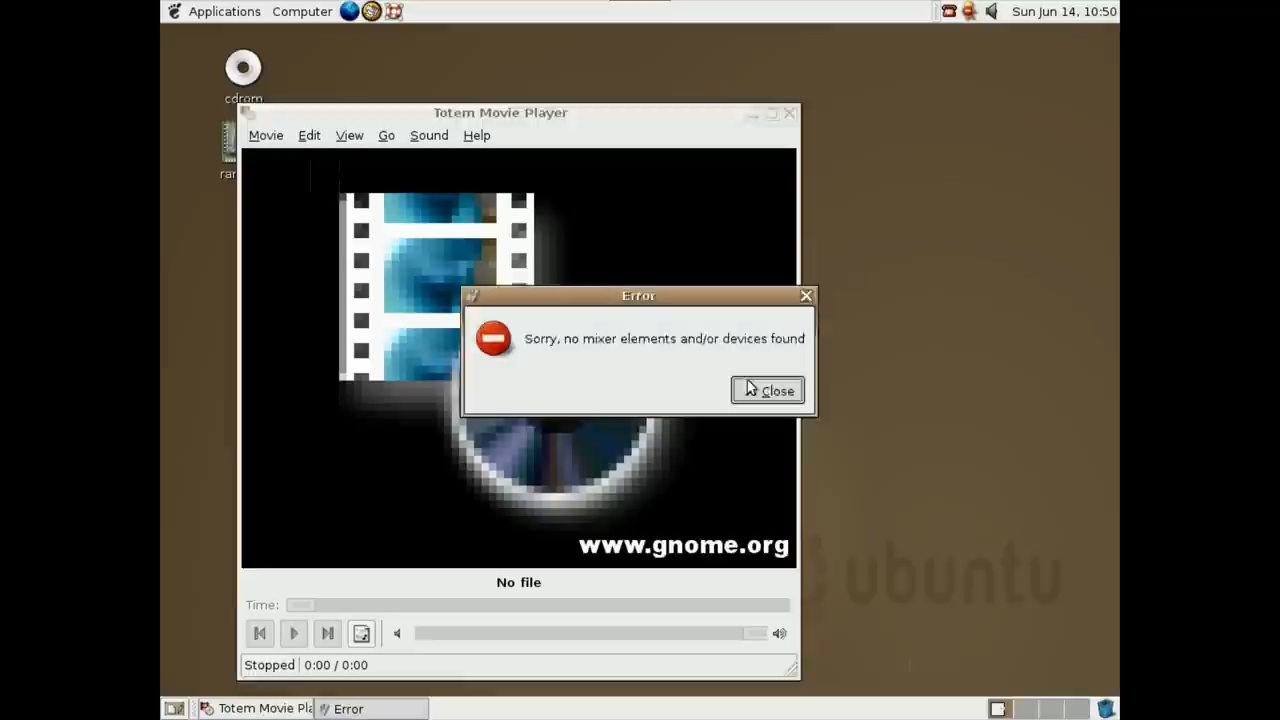 Applications Computer
Sun Jun 14, 10:50
cdrom
Totem Movie Player
Movie Edit View Go Sound Help
Error
Sorry, no mixer elements and/or devices found
Close
www.gnome.org
ubuntu
No file
Time:
Stopped 0:00 / 0:00
Totem Movie Pla
Error